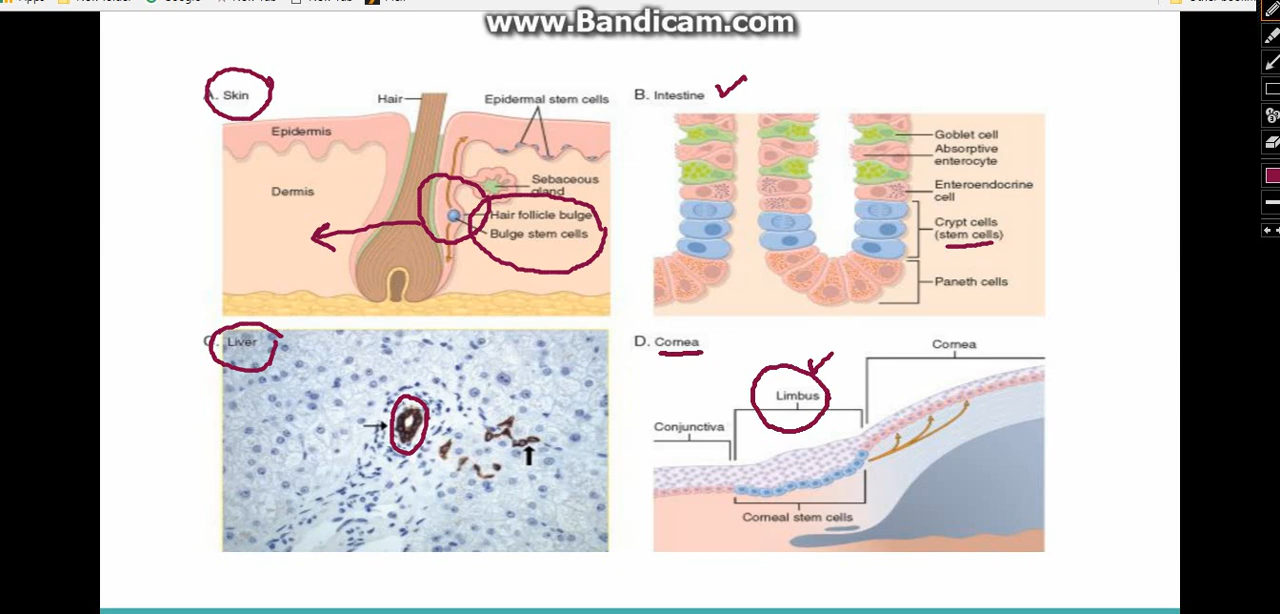 www.Bandicam.com
A. Skin
Hair
Epidermal stem cells
Epidermis
Dermis
Sebaceous
gland
Hair follicle bulge
Bulge stem cells
B. Intestine
Goblet cell
Absorptive
enterocyte
Enteroendocrine
cell
Crypt cells
(stem cells)
Paneth cells
C. Liver
D. Cornea
Cornea
Limbus
Conjunctiva
Corneal stem cells